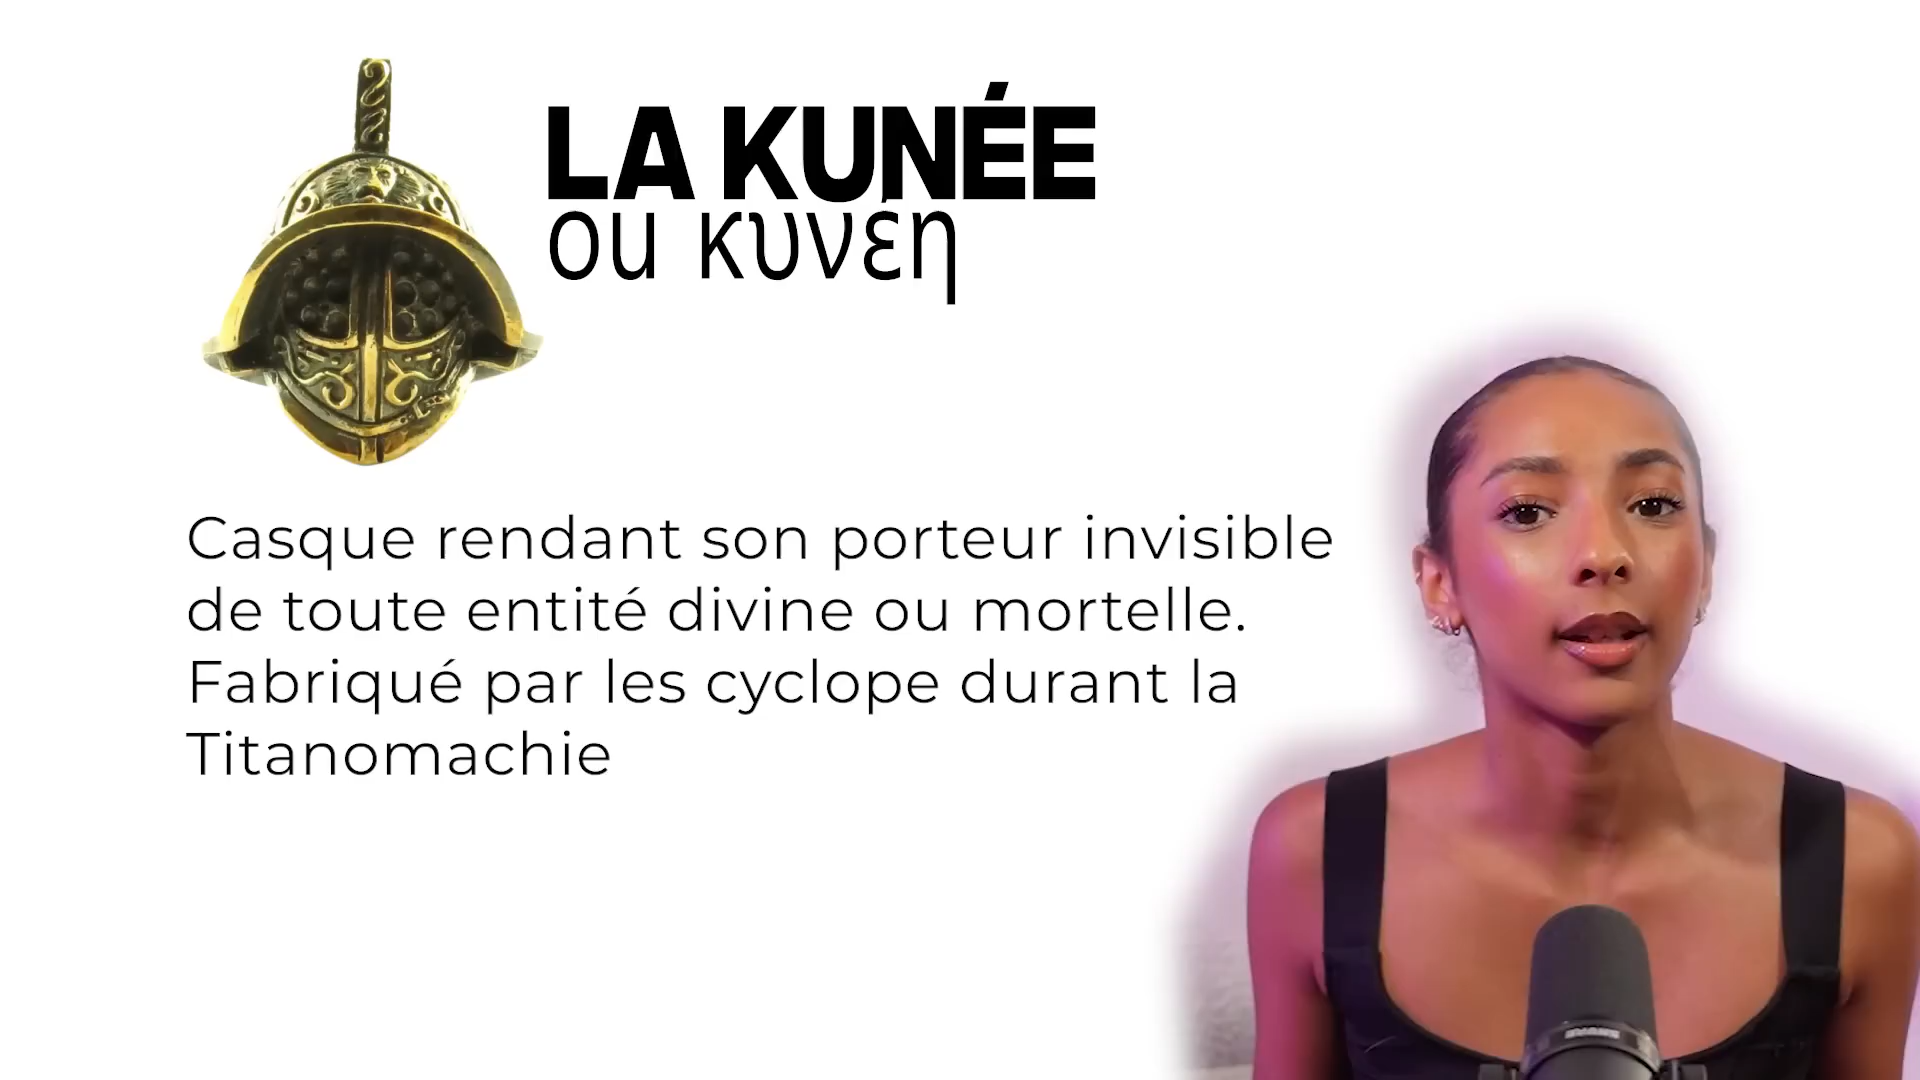 LA KUNÉE
ou κυνέη
Casque rendant son porteur invisible
de toute entité divine ou mortelle.
Fabriqué par les cyclope durant la
Titanomachie
SHURE